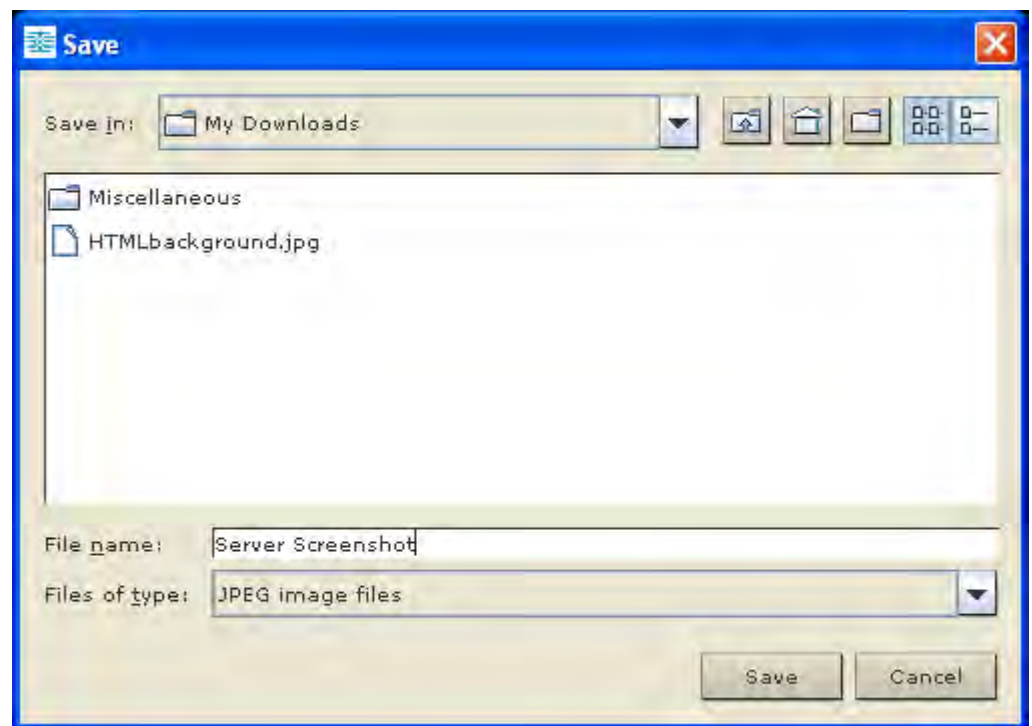 Save
Save in: My Downloads
Miscellaneous
HTMLbackground.jpg
File name: Server Screenshot
Files of type: JPEG image files
Save Cancel